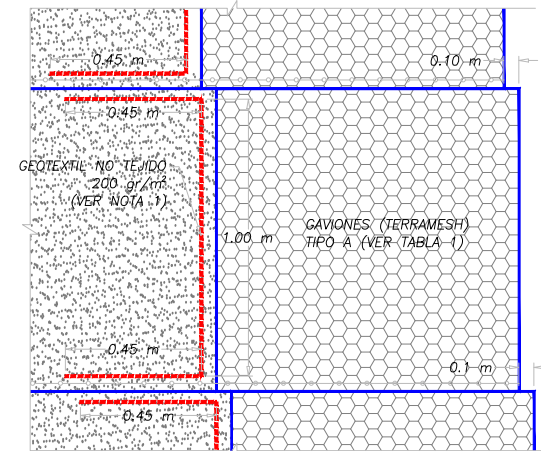 0.45 m
0.10 m
0.45 m
GEOTEXTIL NO TEJIDO
200 gr/m²
(VER NOTA 1)
1.00 m
GAVIONES (TERRAMESH)
TIPO A (VER TABLA 1)
0.45 m
0.1 m
0.45 m